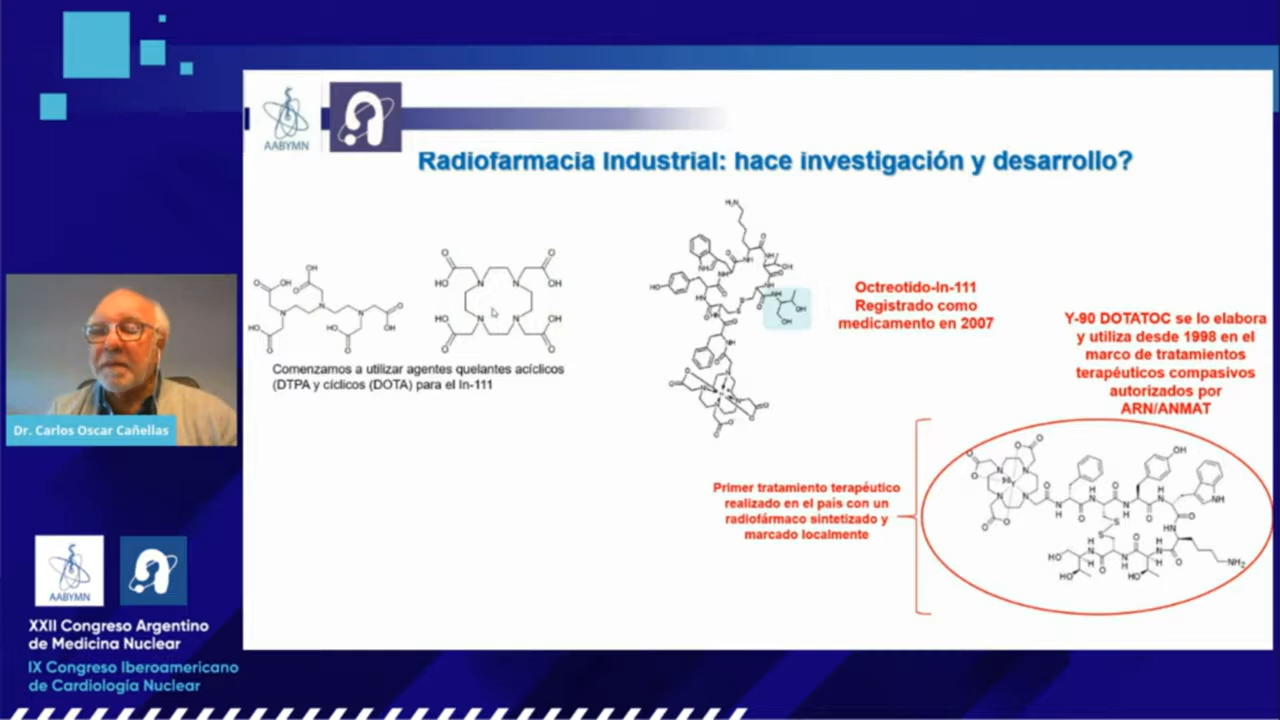 AABYMN
Radiofarmacia Industrial: hace investigación y desarrollo?
Comenzamos a utilizar agentes quelantes acíclicos
(DTPA y cíclicos (DOTA) para el In-111
Octreotido-In-111
Registrado como
medicamento en 2007
Y-90 DOTATOC se lo elabora
y utiliza desde 1998 en el
marco de tratamientos
terapéuticos compasivos
autorizados por
ARN/ANMAT
Primer tratamiento terapéutico
realizado en el país con un
radiofármaco sintetizado y
marcado localmente
Dr. Carlos Oscar Cañellas
AABYMN
XXII Congreso Argentino
de Medicina Nuclear
IX Congreso Iberoamericano
de Cardiología Nuclear